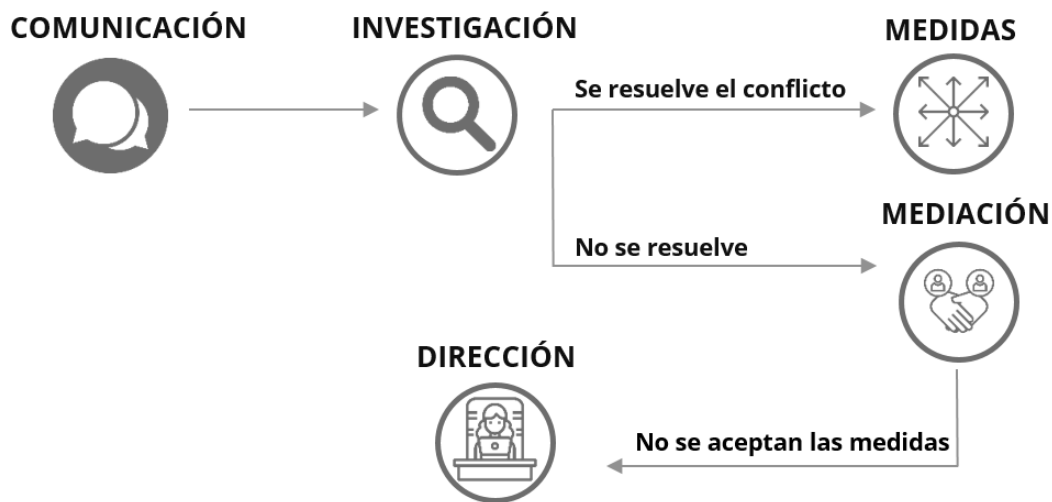 COMUNICACIÓN
INVESTIGACIÓN
MEDIDAS
Se resuelve el conflicto
MEDIACIÓN
No se resuelve
DIRECCIÓN
No se aceptan las medidas